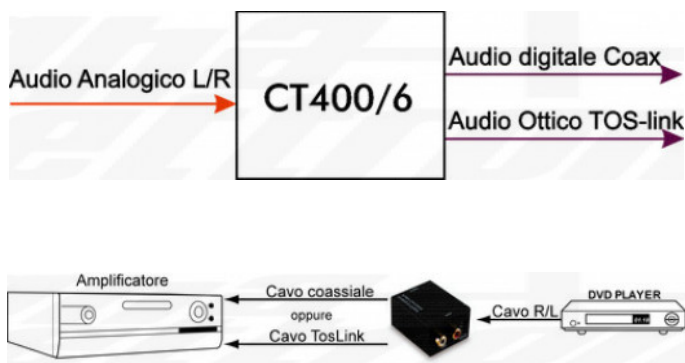 Audio Analogico L/R
CT400/6
Audio digitale Coax
Audio Ottico TOS-link
Amplificatore
Cavo coassiale
oppure
Cavo TosLink
Cavo R/L
DVD PLAYER